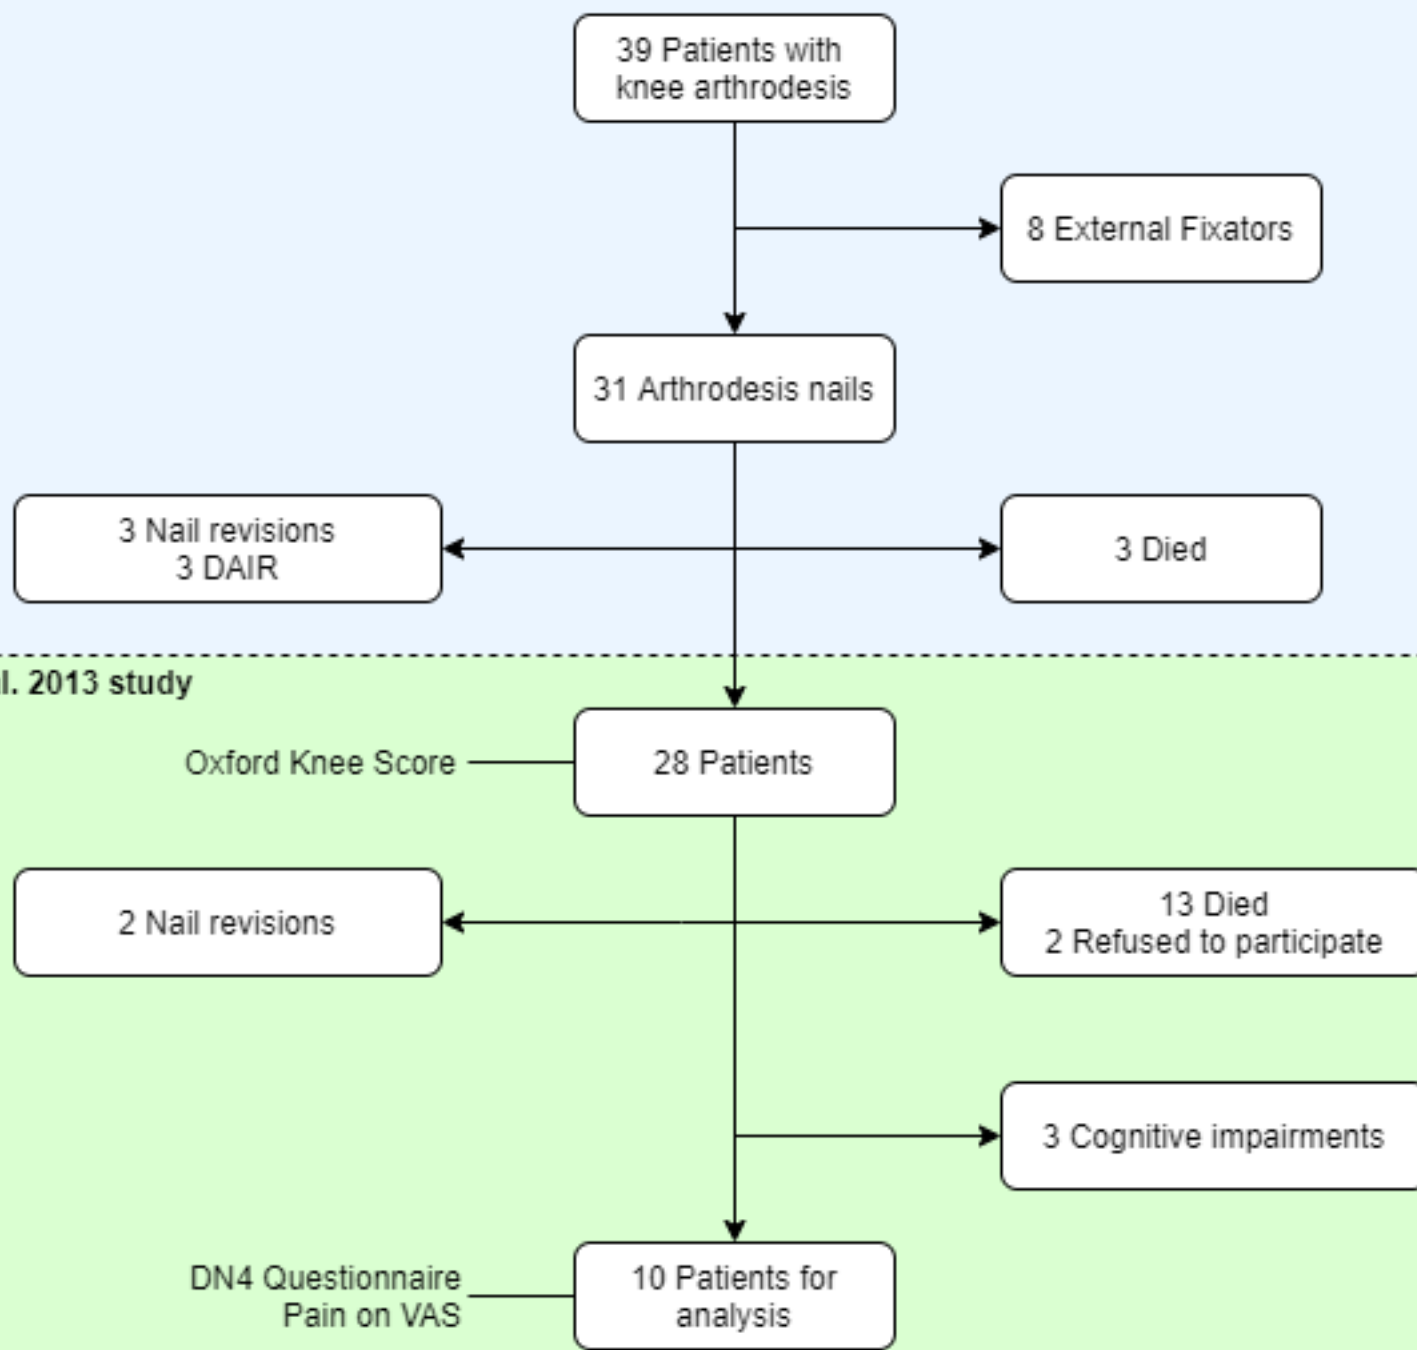 39 Patients with
knee arthrodesis
8 External Fixators
31 Arthrodesis nails
3 Nail revisions
3 DAIR
3 Died
l. 2013 study
Oxford Knee Score
28 Patients
2 Nail revisions
13 Died
2 Refused to participate
3 Cognitive impairments
DN4 Questionnaire
Pain on VAS
10 Patients for
analysis